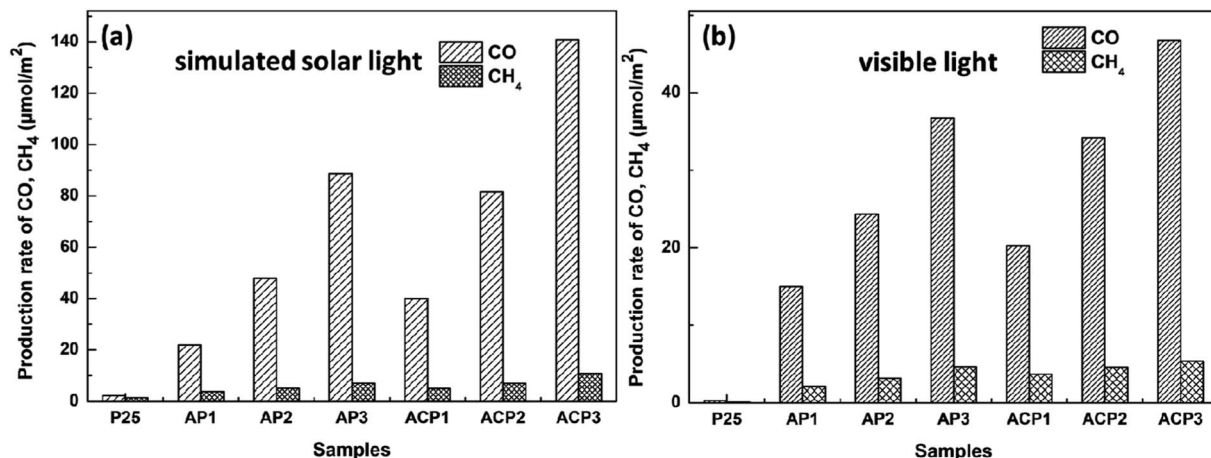 (a)
simulated solar light
CO
CH4
Production rate of CO, CH4 (μmol/m2)
140
120
100
80
60
40
20
0
P25 AP1 AP2 AP3 ACP1 ACP2 ACP3
Samples
(b)
visible light
CO
CH4
Production rate of CO, CH4 (μmol/m2)
40
20
0
P25 AP1 AP2 AP3 ACP1 ACP2 ACP3
Samples